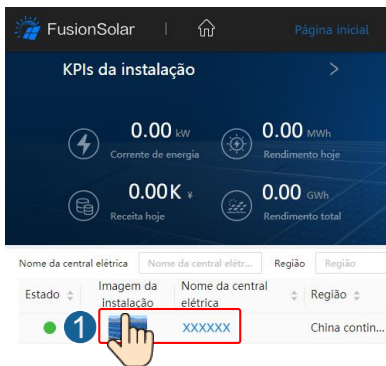 FusionSolar Página inicial
KPIs da instalação >
0.00 kW 0.00 MWh
Corrente de energia Rendimento hoje
0.00K ¥ 0.00 GWh
Receita hoje Rendimento total
Nome da central elétrica Nome da central elétr... Região Região
Estado Imagem da instalação Nome da central elétrica Região
1 XXXXXX China contin...